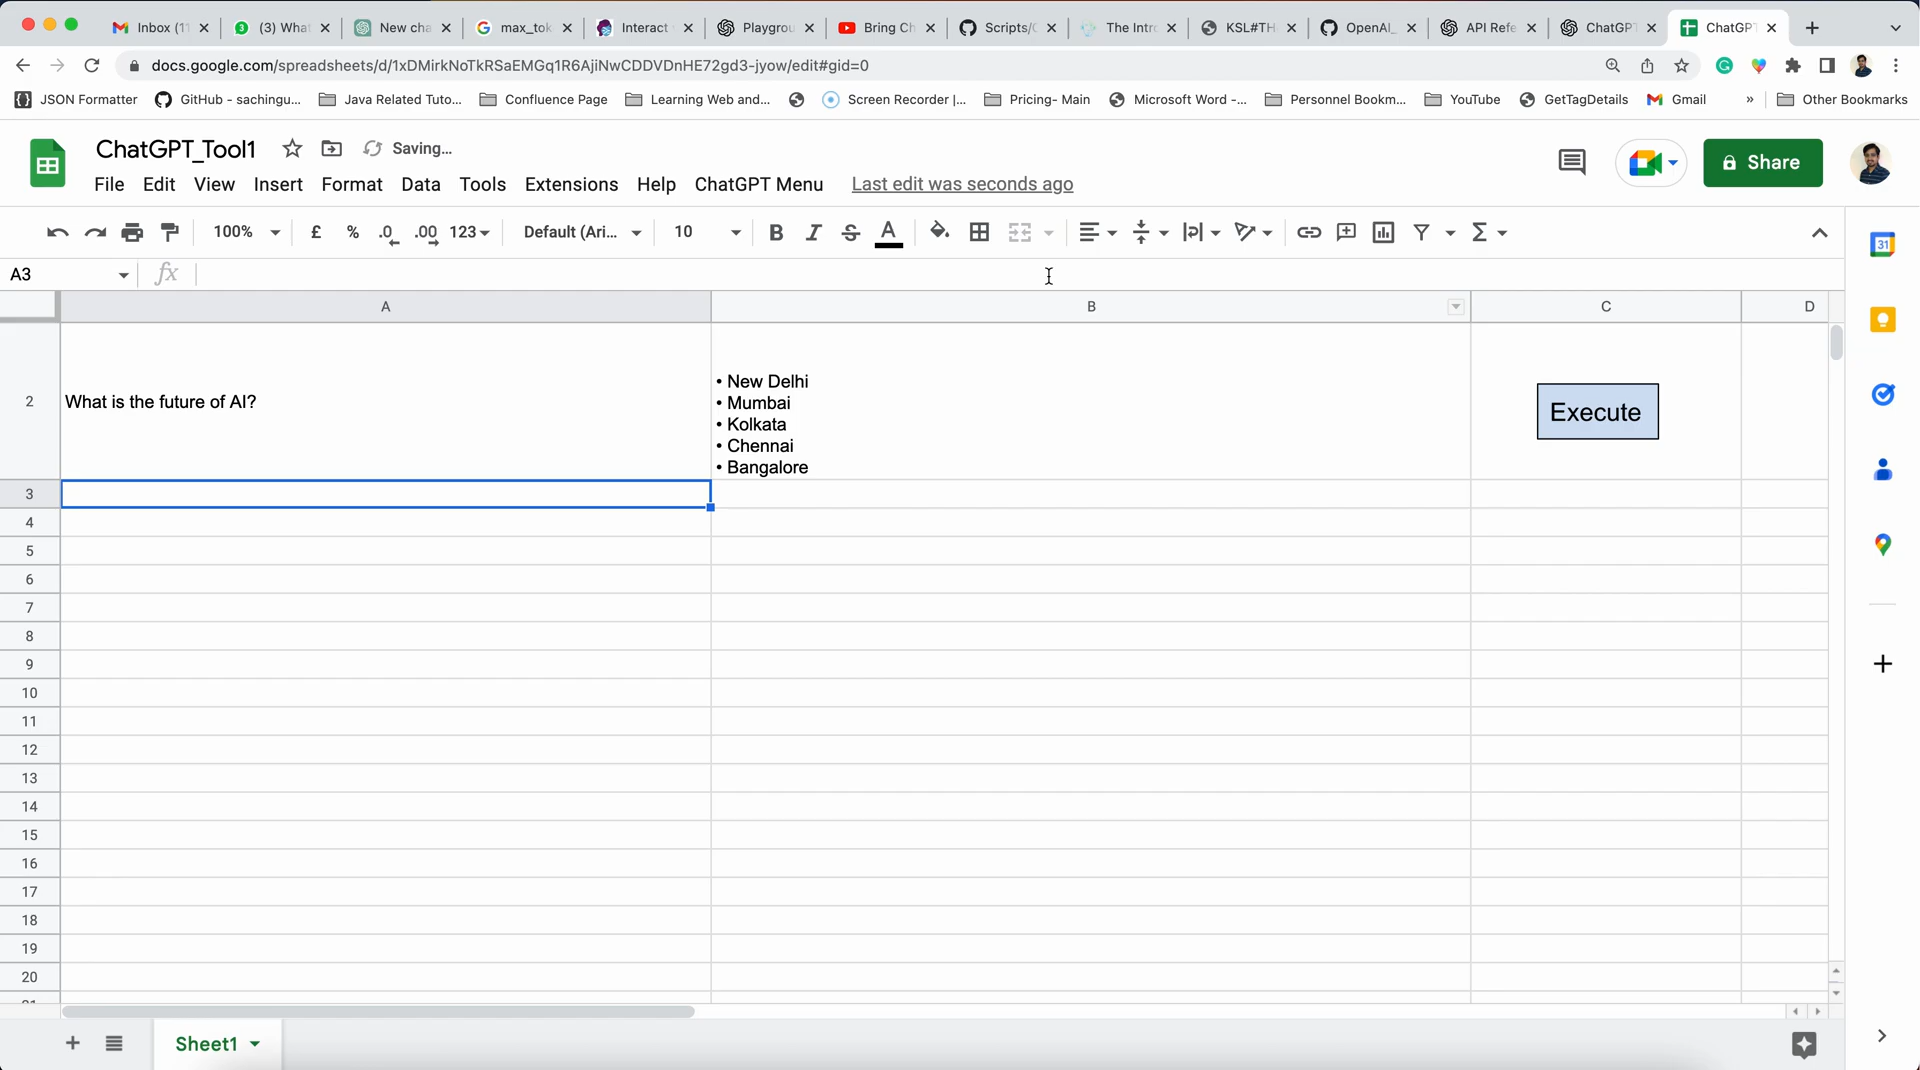 Inbox (11
(3) What
New cha
max_tok
Interact
Playgrou
Bring Ch
Scripts/C
The Intro
KSL#TH
OpenAI_
API Refe
ChatGPT
ChatGPT
docs.google.com/spreadsheets/d/1xDMirkNoTkRSaEMGq1R6AjiNwCDDVDnHE72gd3-jyow/edit#gid=0
JSON Formatter
GitHub - sachingu...
Java Related Tuto...
Confluence Page
Learning Web and...
Screen Recorder |...
Pricing- Main
Microsoft Word -...
Personnel Bookm...
YouTube
GetTagDetails
Gmail
»
Other Bookmarks
ChatGPT_Tool1
Saving...
Share
File Edit View Insert Format Data Tools Extensions Help ChatGPT Menu Last edit was seconds ago
100% £ % .0 .00 123 Default (Ari... 10 B I S A Σ
A3 fx
A B C D
2 What is the future of AI?
• New Delhi
• Mumbai
• Kolkata
• Chennai
• Bangalore
Execute
3
4
5
6
7
8
9
10
11
12
13
14
15
16
17
18
19
20
Sheet1
31